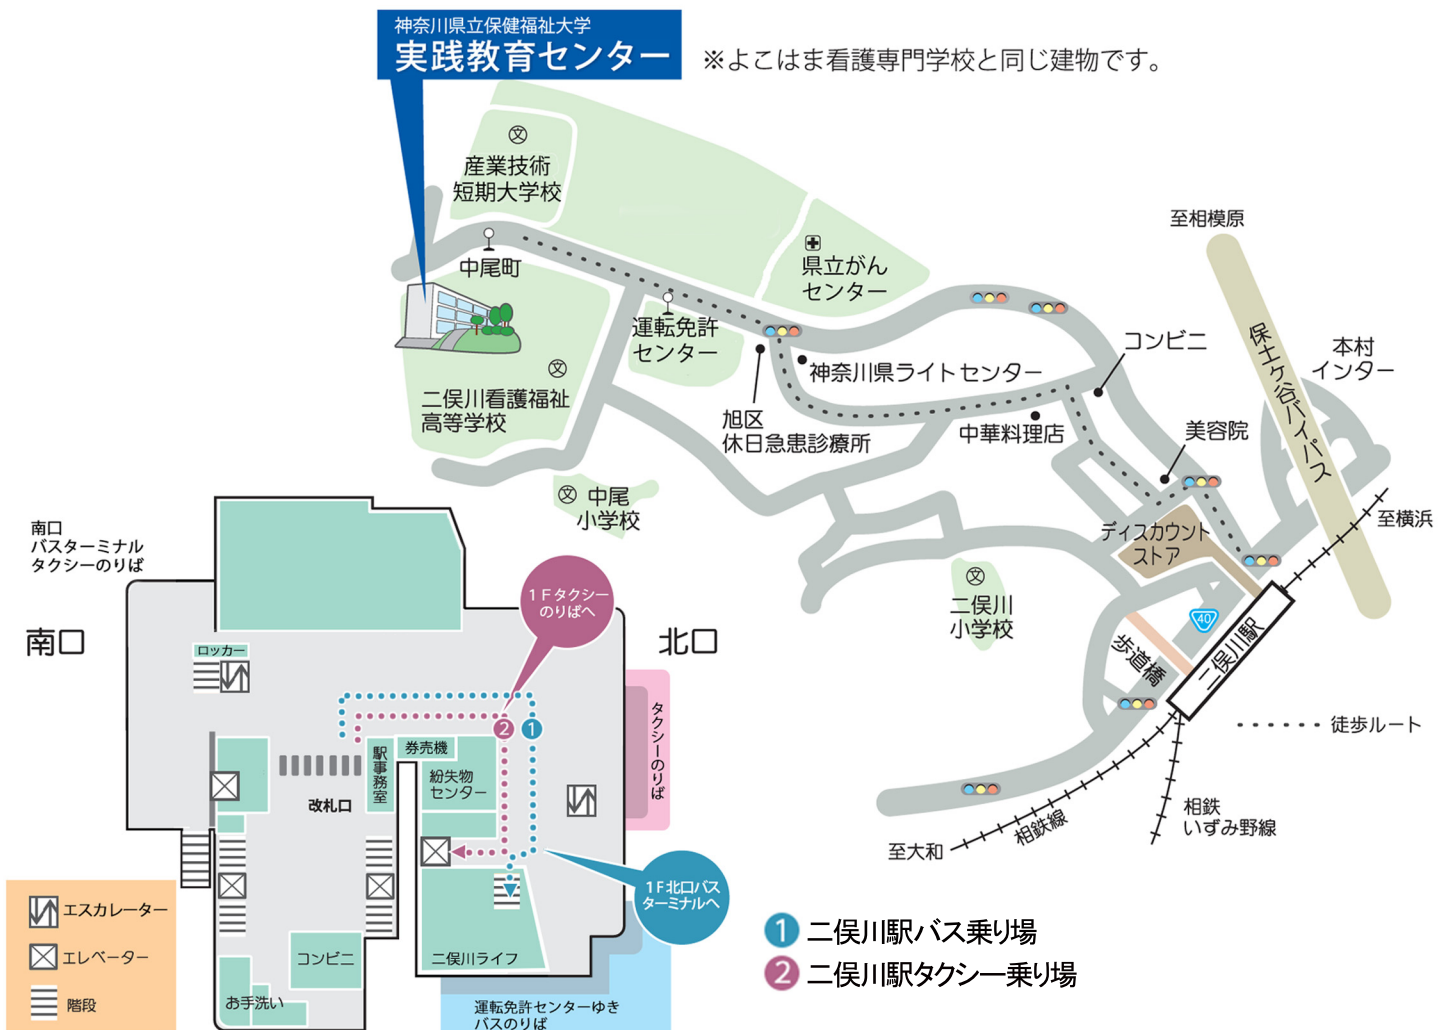 神奈川県立保健福祉大学
実践教育センター
※よこはま看護専門学校と同じ建物です。
文
産業技術
短期大学校
中尾町
県立がん
センター
運転免許
センター
文
二俣川看護福祉
高等学校
旭区
休日急患診療所
神奈川県ライトセンター
中華料理店
コンビニ
美容院
至相模原
保土ヶ谷バイパス
本村
インター
至横浜
文
中尾
小学校
ディスカウント
ストア
文
二俣川
小学校
40
歩道橋
二俣川駅
徒歩ルート
相鉄
いずみ野線
相鉄線
至大和
南口
バスターミナル
タクシーのりば
南口
北口
ロッカー
1Fタクシー
のりばへ
2
1
タクシーのりば
券売機
駅事務室
紛失物
センター
改札口
1F北口バス
ターミナルへ
コンビニ
お手洗い
二俣川ライフ
運転免許センターゆき
バスのりば
エスカレーター
エレベーター
階段
1 二俣川駅バス乗り場
2 二俣川駅タクシー乗り場